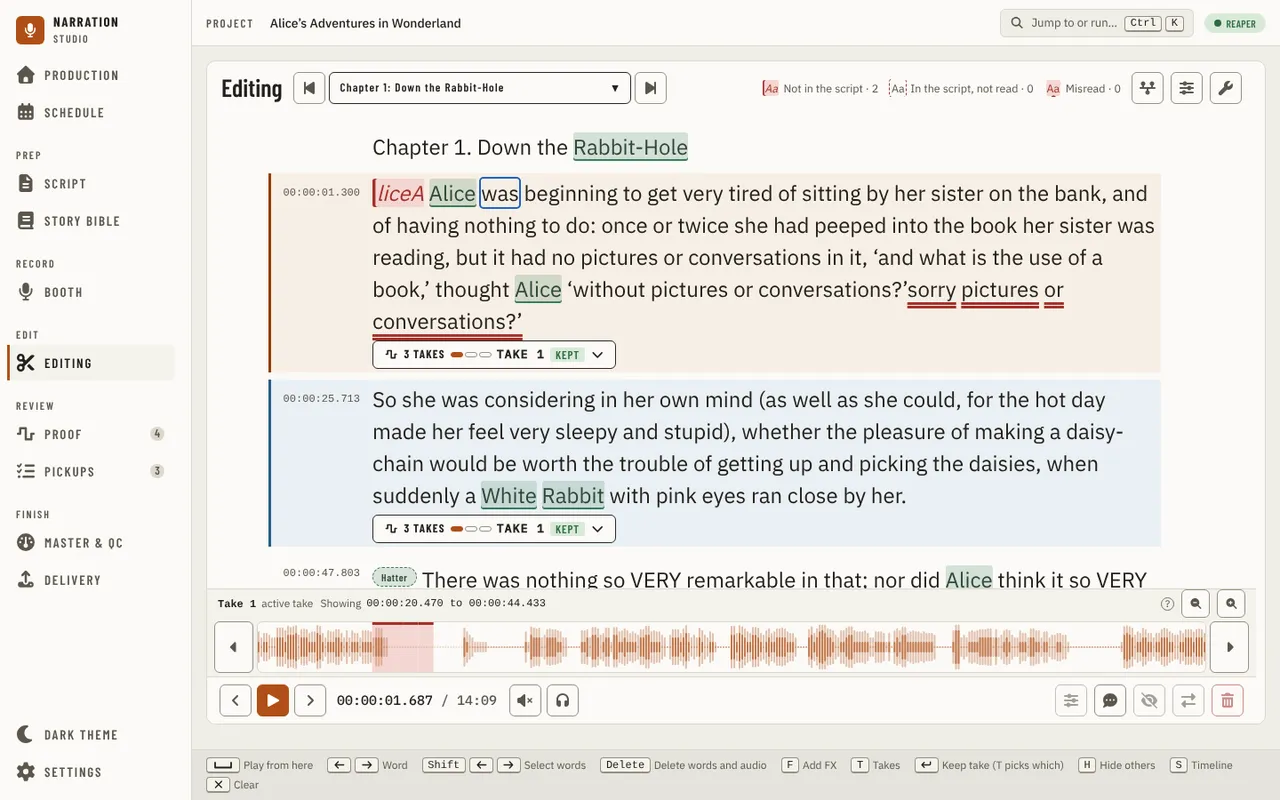 NARRATION
STUDIO
PRODUCTION
SCHEDULE
PREP
SCRIPT
STORY BIBLE
RECORD
BOOTH
EDIT
EDITING
REVIEW
PROOF 4
PICKUPS 3
FINISH
MASTER & QC
DELIVERY
DARK THEME
SETTINGS
PROJECT Alice's Adventures in Wonderland
Jump to or run... Ctrl K
REAPER
Editing
Chapter 1: Down the Rabbit-Hole
Aa Not in the script · 2 Aa In the script, not read · 0 Aa Misread · 0
Chapter 1. Down the Rabbit-Hole
00:00:01.300 liceA Alice was beginning to get very tired of sitting by her sister on the bank, and
of having nothing to do: once or twice she had peeped into the book her sister was
reading, but it had no pictures or conversations in it, ‘and what is the use of a
book,’ thought Alice ‘without pictures or conversations?’sorry pictures or
conversations?’
3 TAKES TAKE 1 KEPT
00:00:25.713 So she was considering in her own mind (as well as she could, for the hot day
made her feel very sleepy and stupid), whether the pleasure of making a daisy-
chain would be worth the trouble of getting up and picking the daisies, when
suddenly a White Rabbit with pink eyes ran close by her.
3 TAKES TAKE 1 KEPT
00:00:47.803 Hatter There was nothing so VERY remarkable in that; nor did Alice think it so VERY
Take 1 active take Showing 00:00:20.470 to 00:00:44.433
?
00:00:01.687 / 14:09
Play from here ← → Word Shift ← → Select words Delete Delete words and audio F Add FX T Takes ↵ Keep take (T picks which) H Hide others S Timeline
X Clear